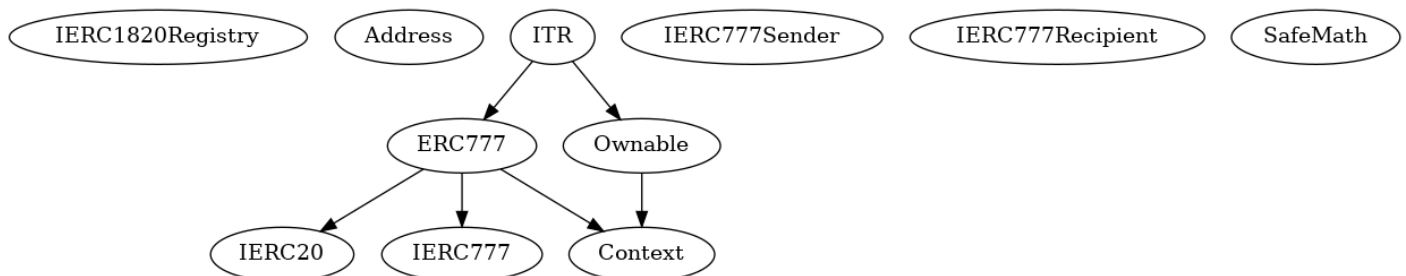 IERC1820Registry
Address
ITR
IERC777Sender
IERC777Recipient
SafeMath
ERC777
Ownable
IERC20
IERC777
Context